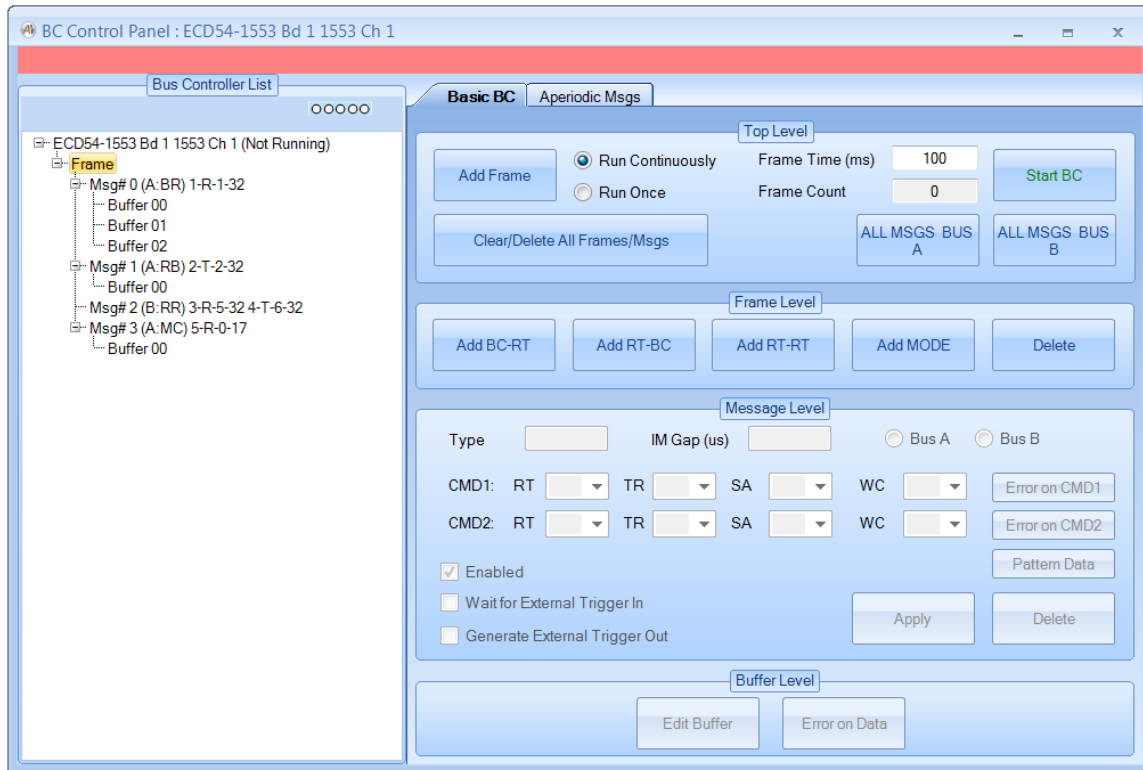 BC Control Panel : ECD54-1553 Bd 1 1553 Ch 1
Bus Controller List
ECD54-1553 Bd 1 1553 Ch 1 (Not Running)
Frame
Msg# 0 (A:BR) 1-R-1-32
Buffer 00
Buffer 01
Buffer 02
Msg# 1 (A:RB) 2-T-2-32
Buffer 00
Msg# 2 (B:RR) 3-R-5-32 4-T-6-32
Msg# 3 (A:MC) 5-R-0-17
Buffer 00
Basic BC Aperiodic Msgs
Top Level
Add Frame
Run Continuously
Run Once
Frame Time (ms) 100
Frame Count 0
Start BC
Clear/Delete All Frames/Msgs
ALL MSGS BUS
A
ALL MSGS BUS
B
Frame Level
Add BC-RT Add RT-BC Add RT-RT Add MODE Delete
Message Level
Type IM Gap (us) Bus A Bus B
CMD1: RT TR SA WC Error on CMD1
CMD2: RT TR SA WC Error on CMD2
Pattern Data
Enabled
Wait for External Trigger In
Generate External Trigger Out
Apply Delete
Buffer Level
Edit Buffer Error on Data